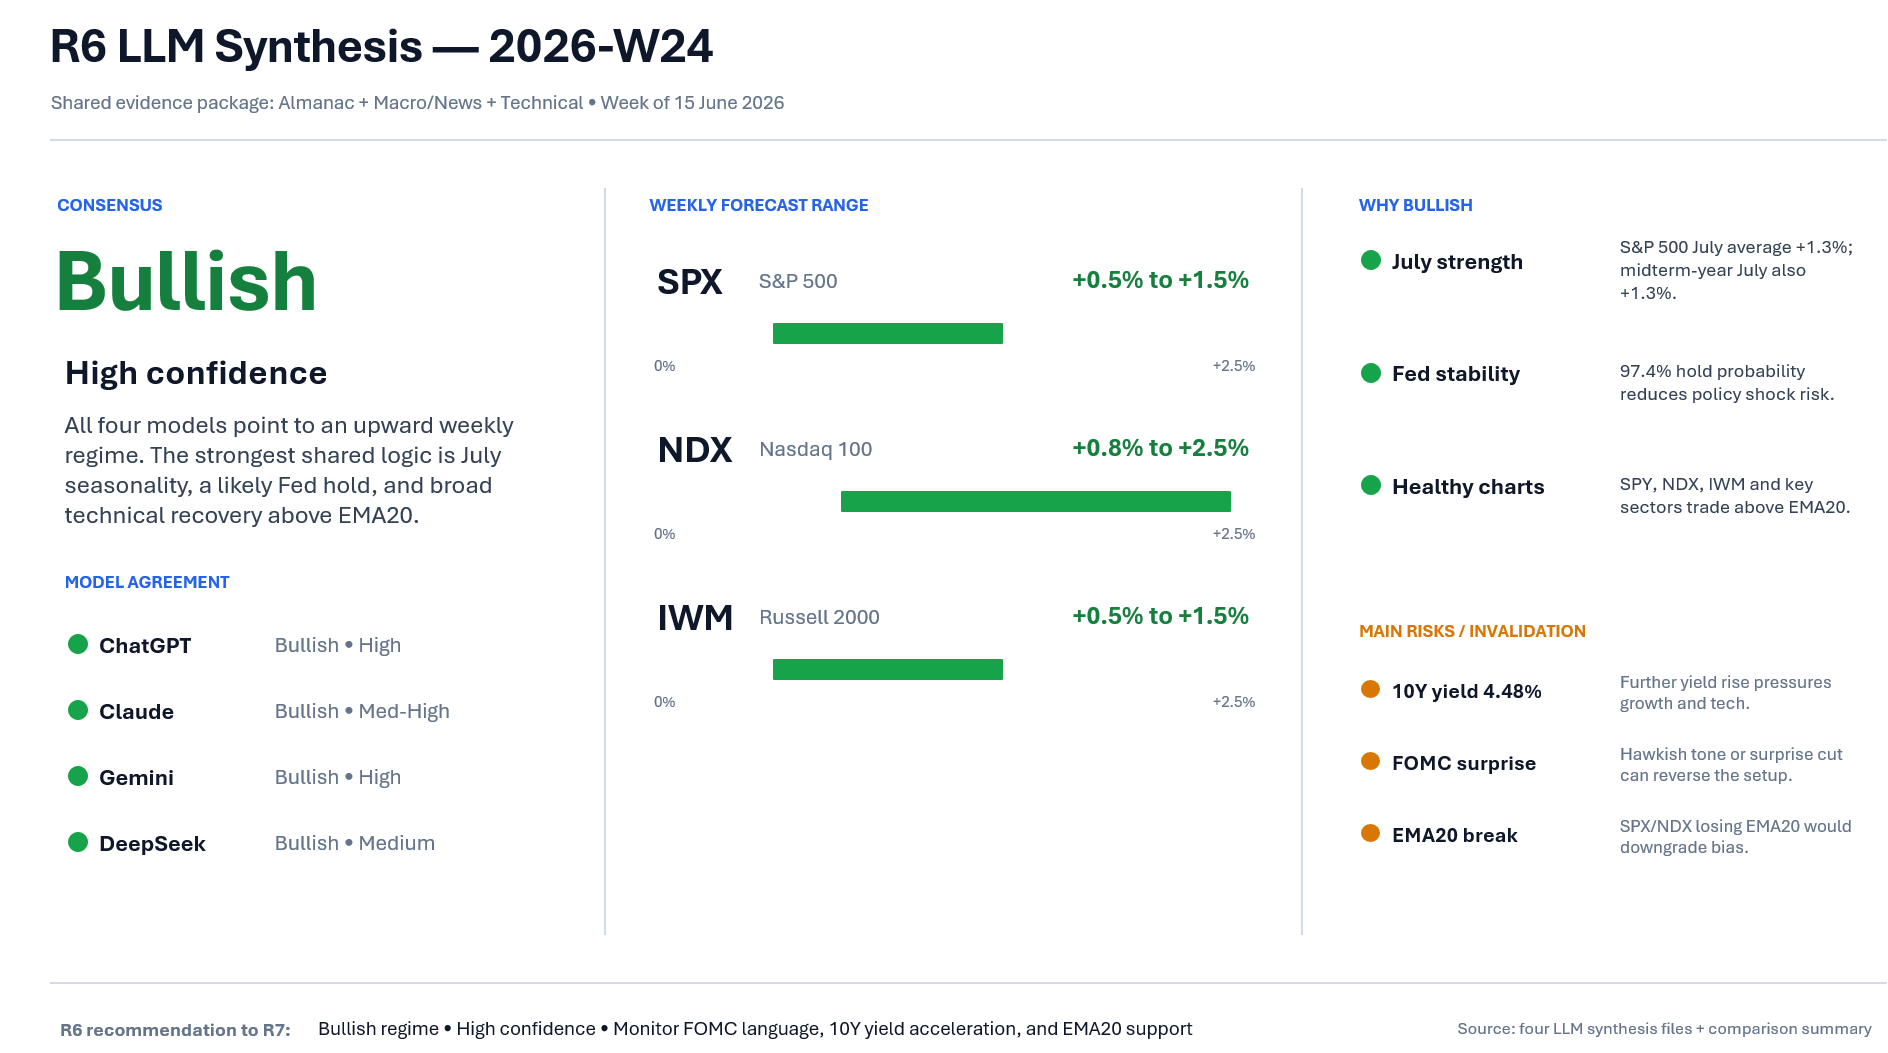 R6 LLM Synthesis — 2026-W24
Shared evidence package: Almanac + Macro/News + Technical • Week of 15 June 2026
CONSENSUS
Bullish
High confidence
All four models point to an upward weekly
regime. The strongest shared logic is July
seasonality, a likely Fed hold, and broad
technical recovery above EMA20.
MODEL AGREEMENT
ChatGPT Bullish • High
Claude Bullish • Med-High
Gemini Bullish • High
DeepSeek Bullish • Medium
WEEKLY FORECAST RANGE
SPX S&P 500 +0.5% to +1.5%
0% +2.5%
NDX Nasdaq 100 +0.8% to +2.5%
0% +2.5%
IWM Russell 2000 +0.5% to +1.5%
0% +2.5%
WHY BULLISH
July strength
S&P 500 July average +1.3%;
midterm-year July also
+1.3%.
Fed stability
97.4% hold probability
reduces policy shock risk.
Healthy charts
SPY, NDX, IWM and key
sectors trade above EMA20.
MAIN RISKS / INVALIDATION
10Y yield 4.48%
Further yield rise pressures
growth and tech.
FOMC surprise
Hawkish tone or surprise cut
can reverse the setup.
EMA20 break
SPX/NDX losing EMA20 would
downgrade bias.
R6 recommendation to R7: Bullish regime • High confidence • Monitor FOMC language, 10Y yield acceleration, and EMA20 support
Source: four LLM synthesis files + comparison summary